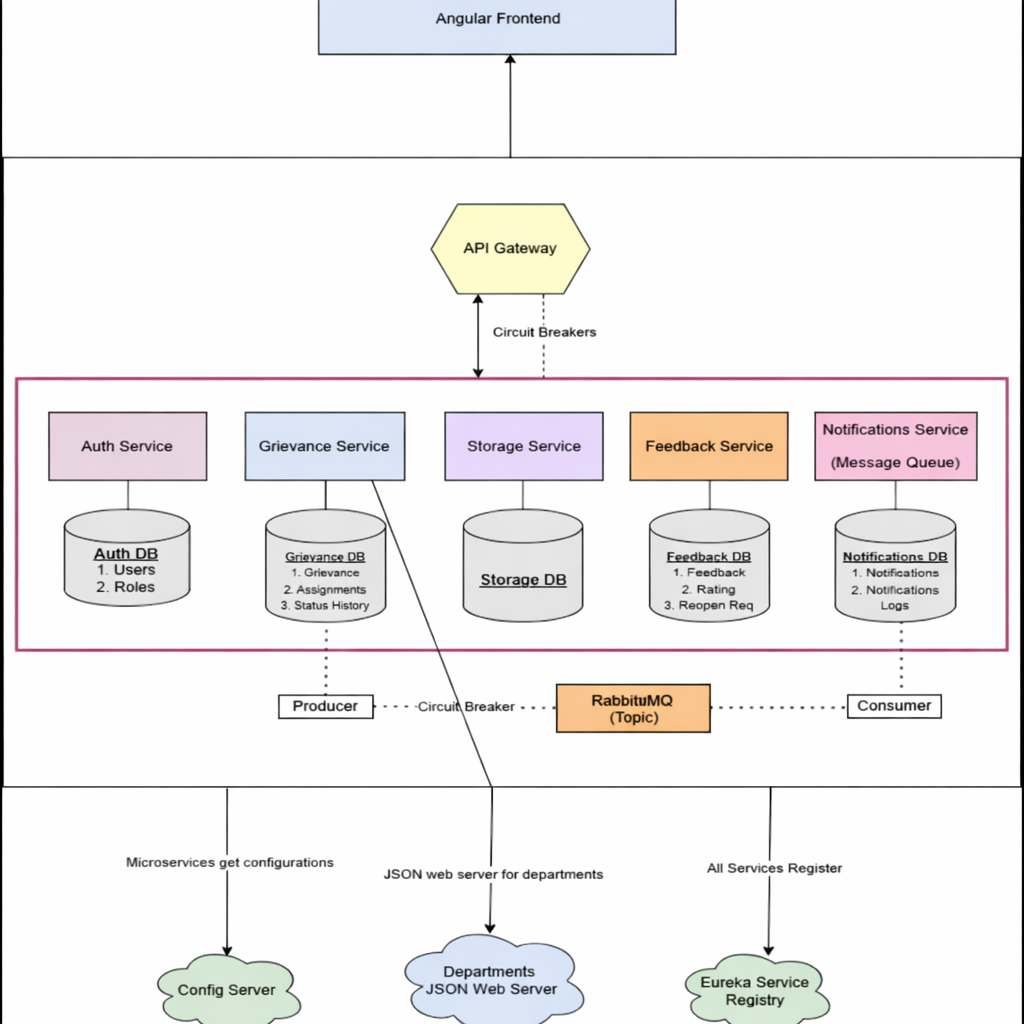 Angular Frontend
API Gateway
Circuit Breakers
Auth Service
Grievance Service
Storage Service
Feedback Service
Notifications Service
(Message Queue)
Auth DB
1. Users
2. Roles
Grievance DB
1. Grievance
2. Assignments
3. Status History
Storage DB
Feedback DB
1. Feedback
2. Rating
3. Reopen Req
Notifications DB
1. Notifications
2. Notifications
Logs
Producer
Circuit Breaker
RabbituMQ
(Topic)
Consumer
Microservices get configurations
JSON web server for departments
All Services Register
Config Server
Departments
JSON Web Server
Eureka Service
Registry